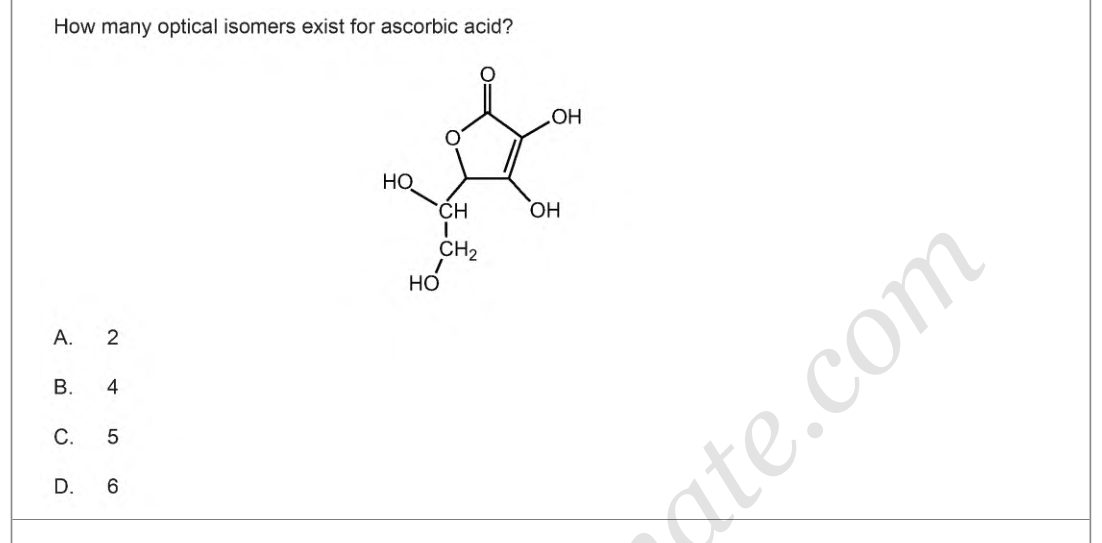 How many optical isomers exist for ascorbic acid?
O
OH
O
HO
CH
OH
CH₂
HO
A. 2
B. 4
C. 5
D. 6
ate.com